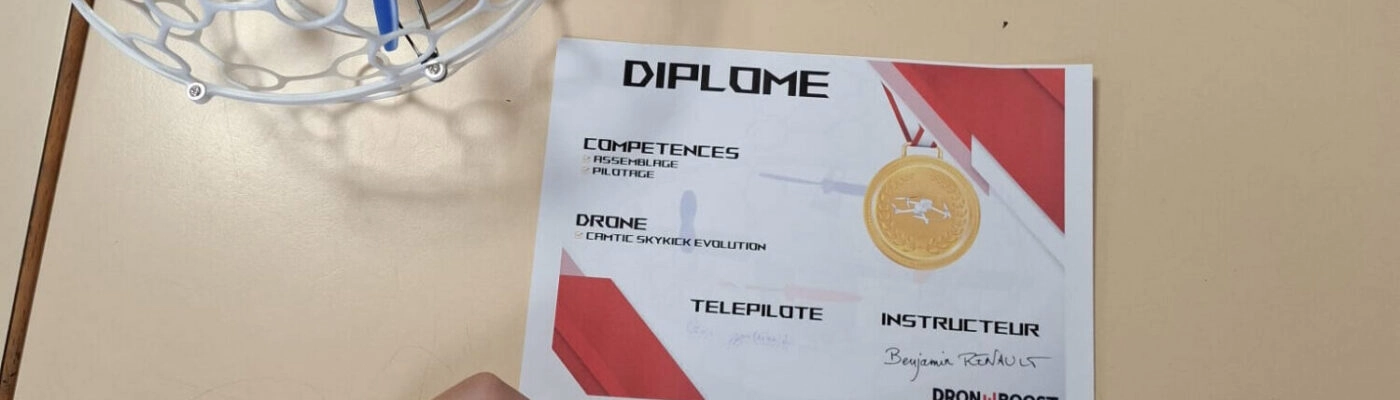 DIPLOME
COMPETENCES
ASSEMBLAGE
PILOTAGE
DRONE
CAMTIC SKYKICK EVOLUTION
TELEPILOTE
INSTRUCTEUR
Benjamin RENAULT